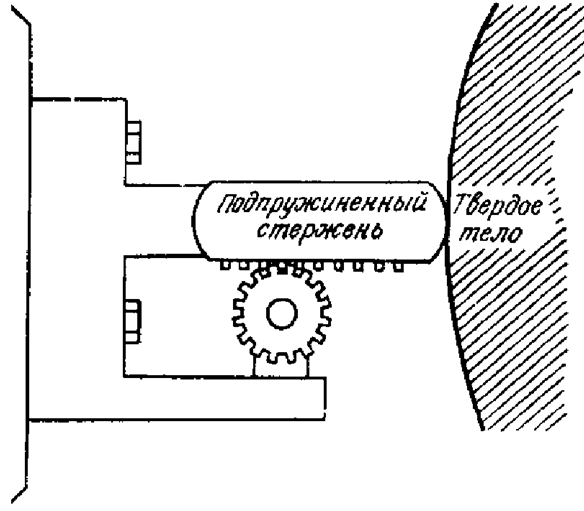 Подпружиненный
стержень
Твердое
тело